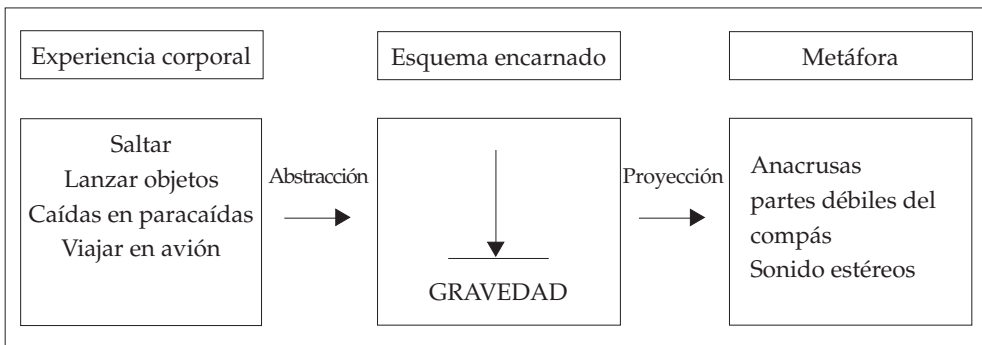 Experiencia corporal
Esquema encarnado
Metáfora
Saltar
Lanzar objetos
Caídas en paracaídas
Viajar en avión
Abstracción
GRAVEDAD
Proyección
Anacrusas
partes débiles del
compás
Sonido estéreos